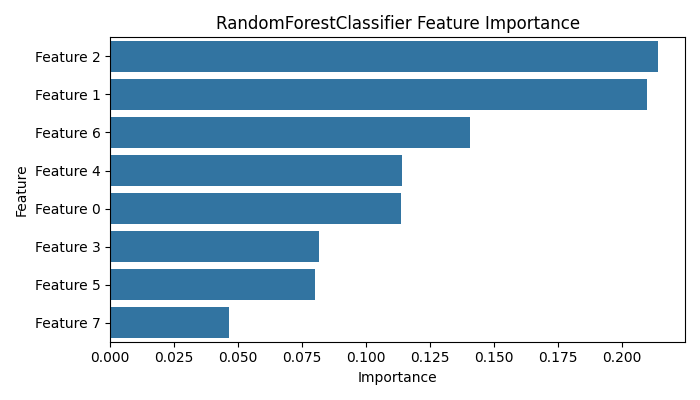 RandomForestClassifier Feature Importance
Feature 2
Feature 1
Feature 6
Feature 4
Feature 0
Feature 3
Feature 5
Feature 7
Feature
0.000 0.025 0.050 0.075 0.100 0.125 0.150 0.175 0.200
Importance